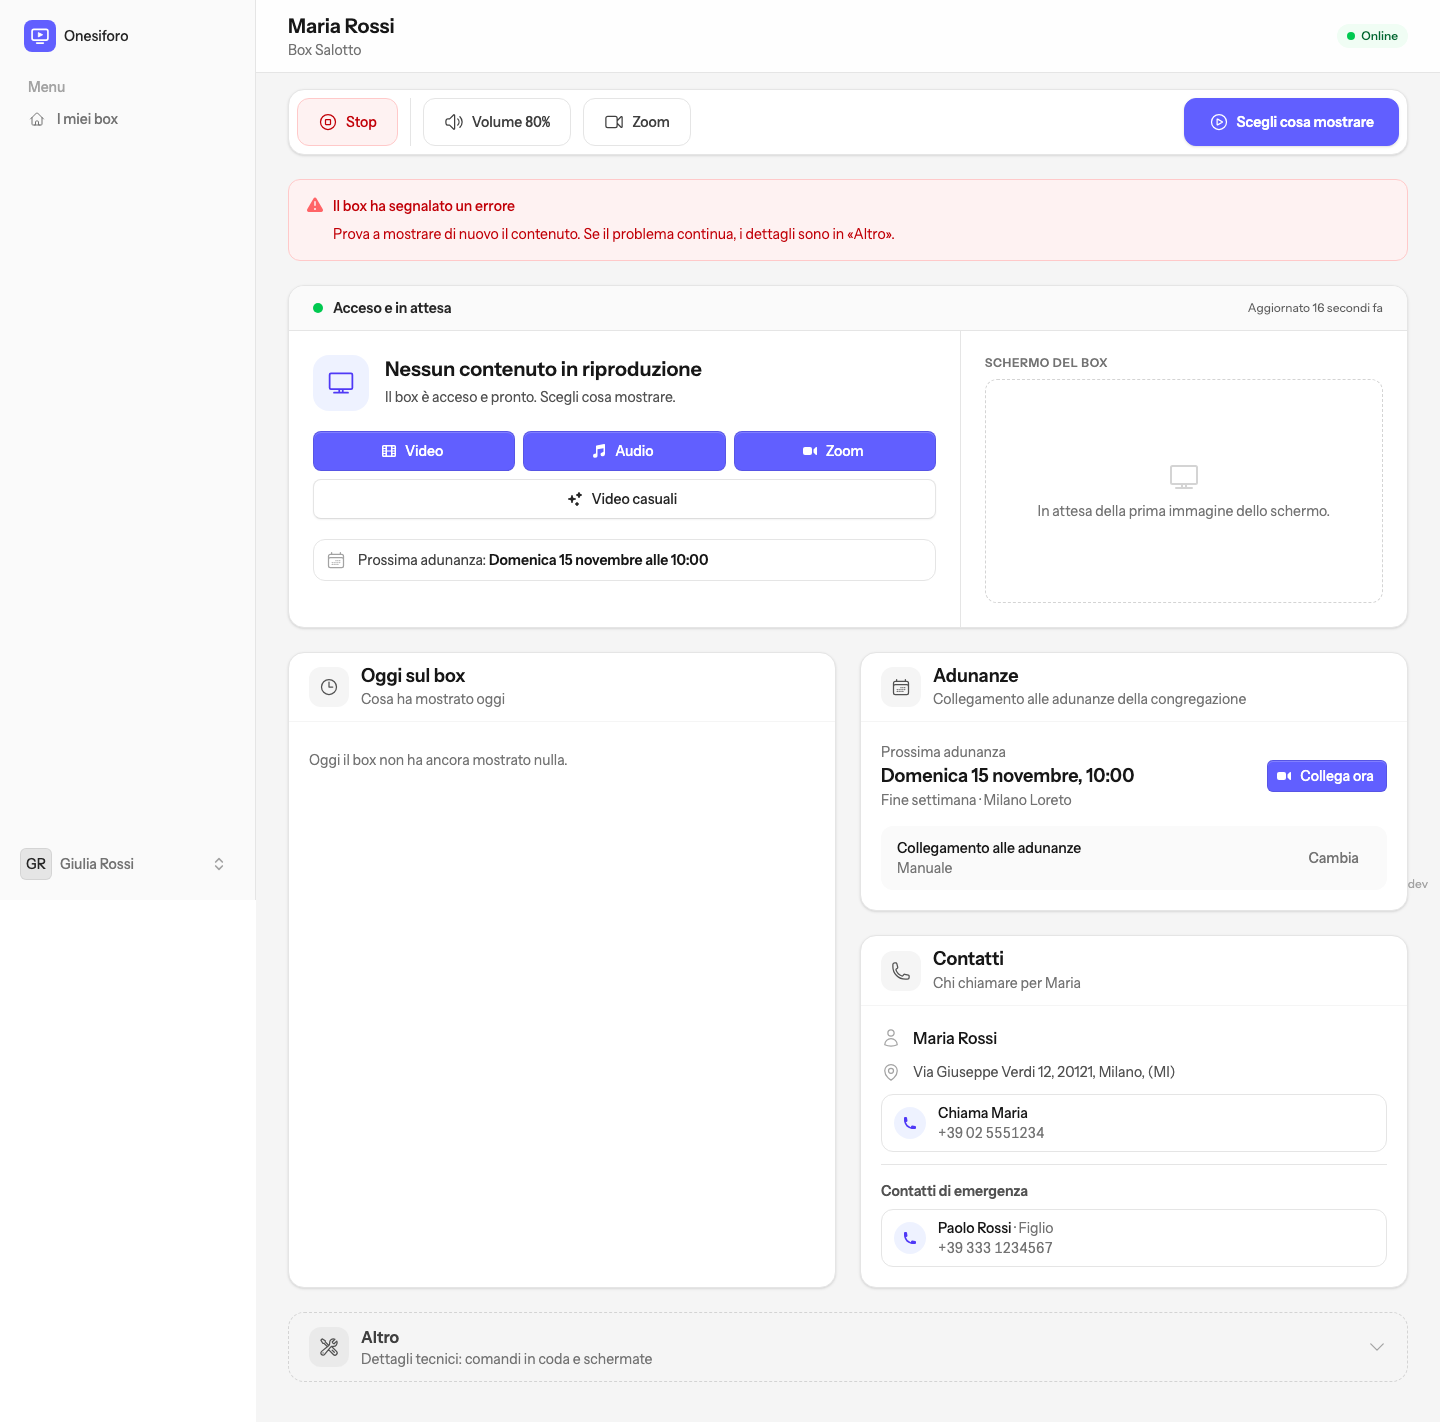 Onesiforo
Menu
I miei box
GR Giulia Rossi
Maria Rossi
Box Salotto
Online
Stop
Volume 80%
Zoom
Scegli cosa mostrare
Il box ha segnalato un errore
Prova a mostrare di nuovo il contenuto. Se il problema continua, i dettagli sono in «Altro».
Acceso e in attesa
Aggiornato 16 secondi fa
Nessun contenuto in riproduzione
Il box è acceso e pronto. Scegli cosa mostrare.
Video
Audio
Zoom
Video casuali
Prossima adunanza: Domenica 15 novembre alle 10:00
SCHERMO DEL BOX
In attesa della prima immagine dello schermo.
Oggi sul box
Cosa ha mostrato oggi
Oggi il box non ha ancora mostrato nulla.
Adunanze
Collegamento alle adunanze della congregazione
Prossima adunanza
Domenica 15 novembre, 10:00
Fine settimana · Milano Loreto
Collega ora
Collegamento alle adunanze
Manuale
Cambia
dev
Contatti
Chi chiamare per Maria
Maria Rossi
Via Giuseppe Verdi 12, 20121, Milano, (MI)
Chiama Maria
+39 02 5551234
Contatti di emergenza
Paolo Rossi · Figlio
+39 333 1234567
Altro
Dettagli tecnici: comandi in coda e schermate